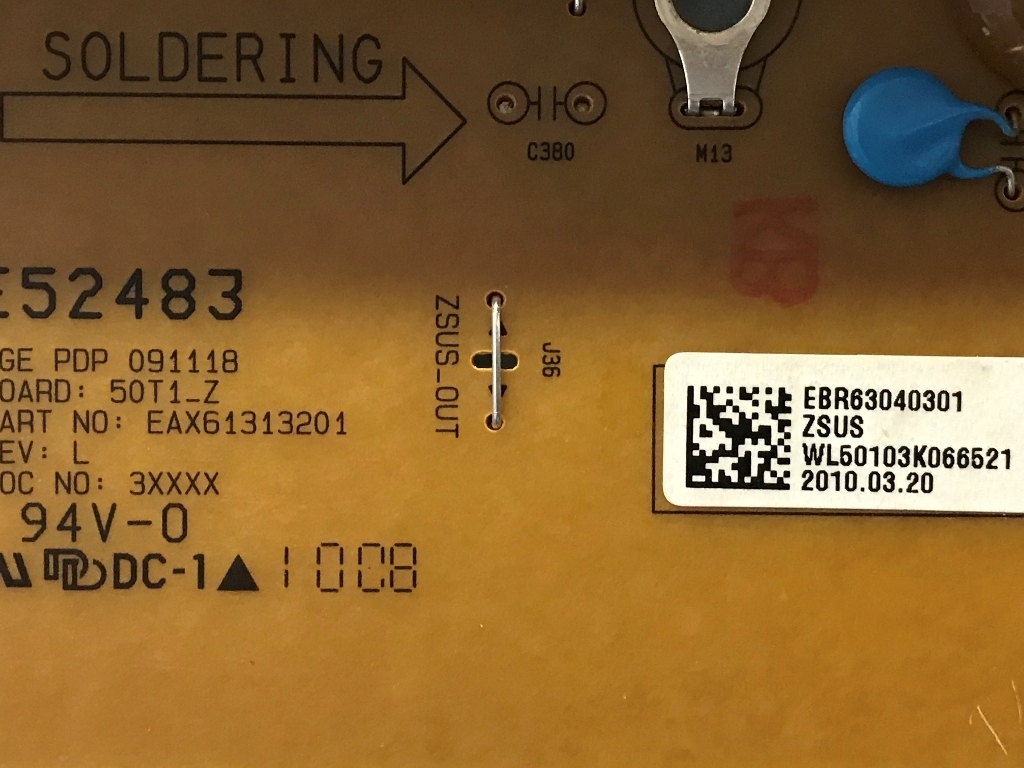 SOLDERING
C380
M13
KB
E52483
GE PDP 091118
OARD: 50T1_Z
ART NO: EAX61313201
EV: L
OC NO: 3XXXX
94V-0
DC-1▲ 1008
ZSUS_OUT
J36
EBR63040301
ZSUS
WL50103K066521
2010.03.20